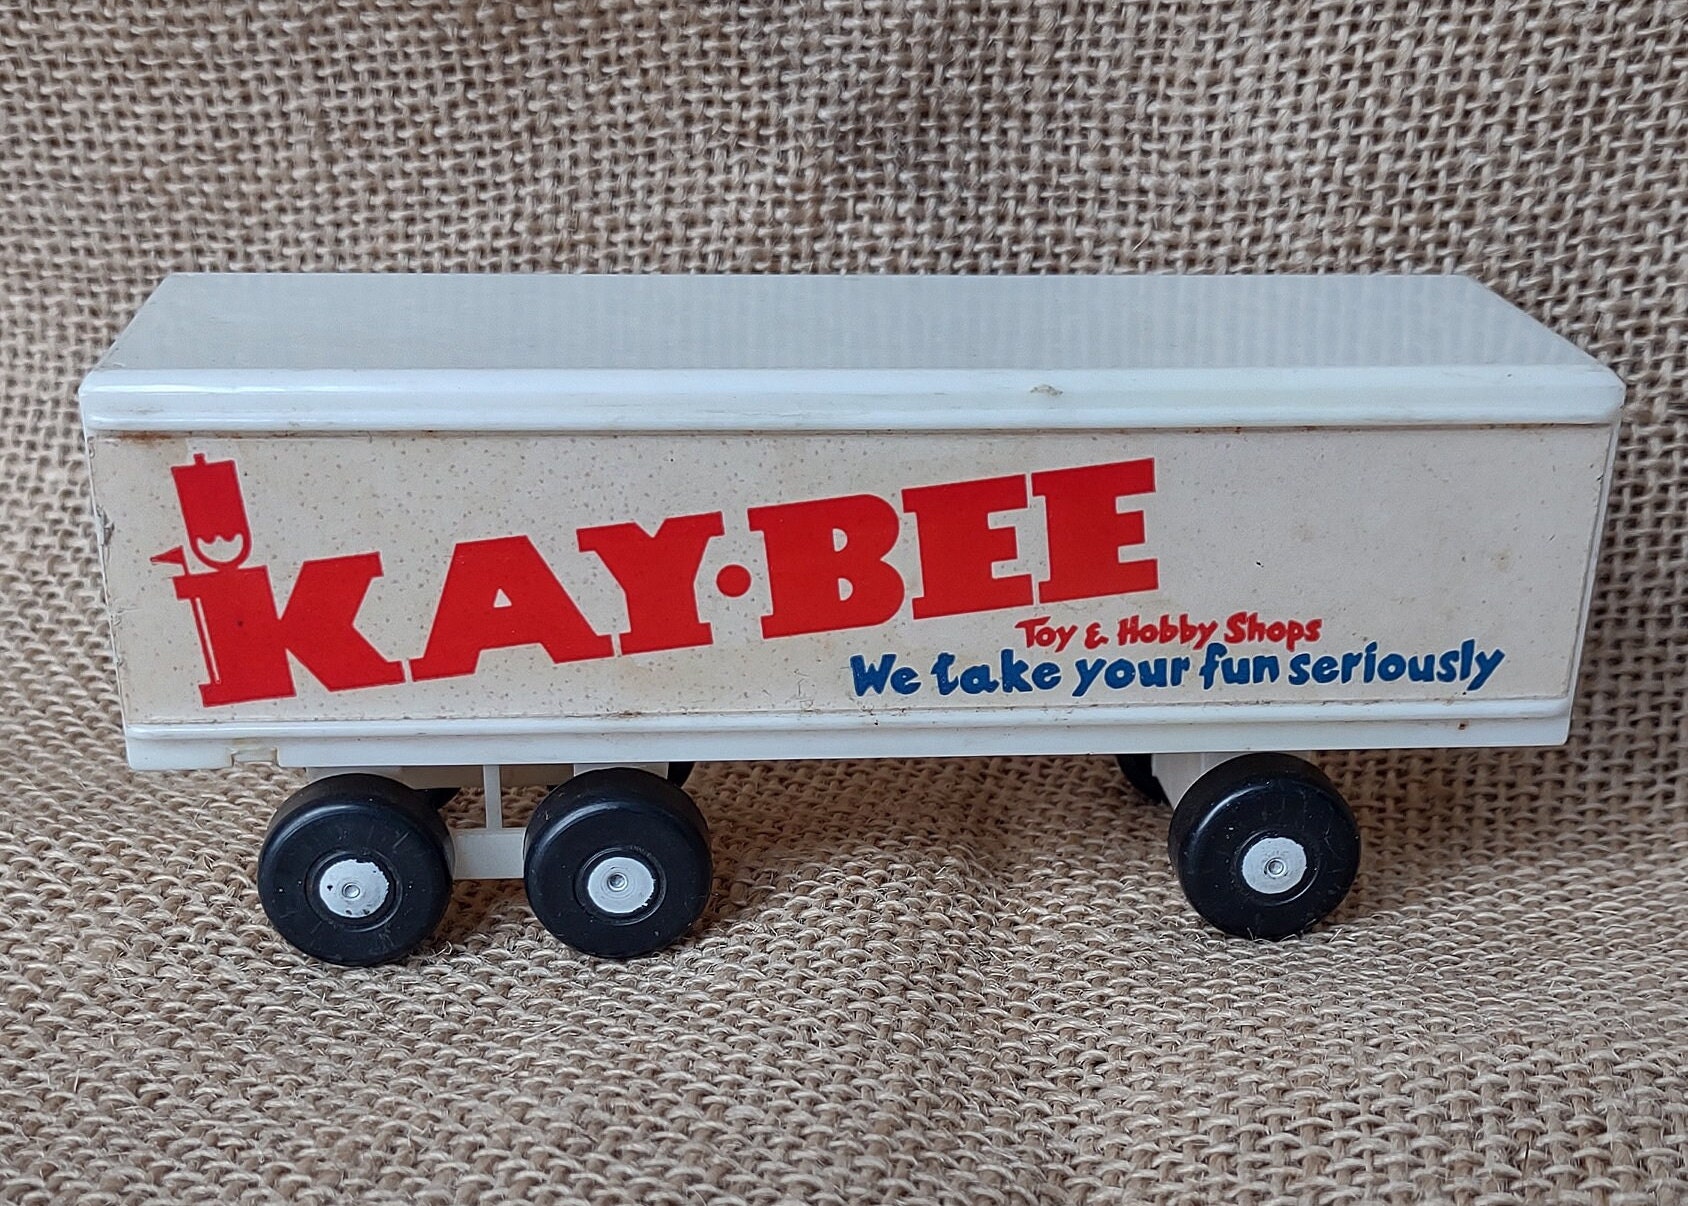 KAY·BEE
Toy & Hobby Shops
We take your fun seriously